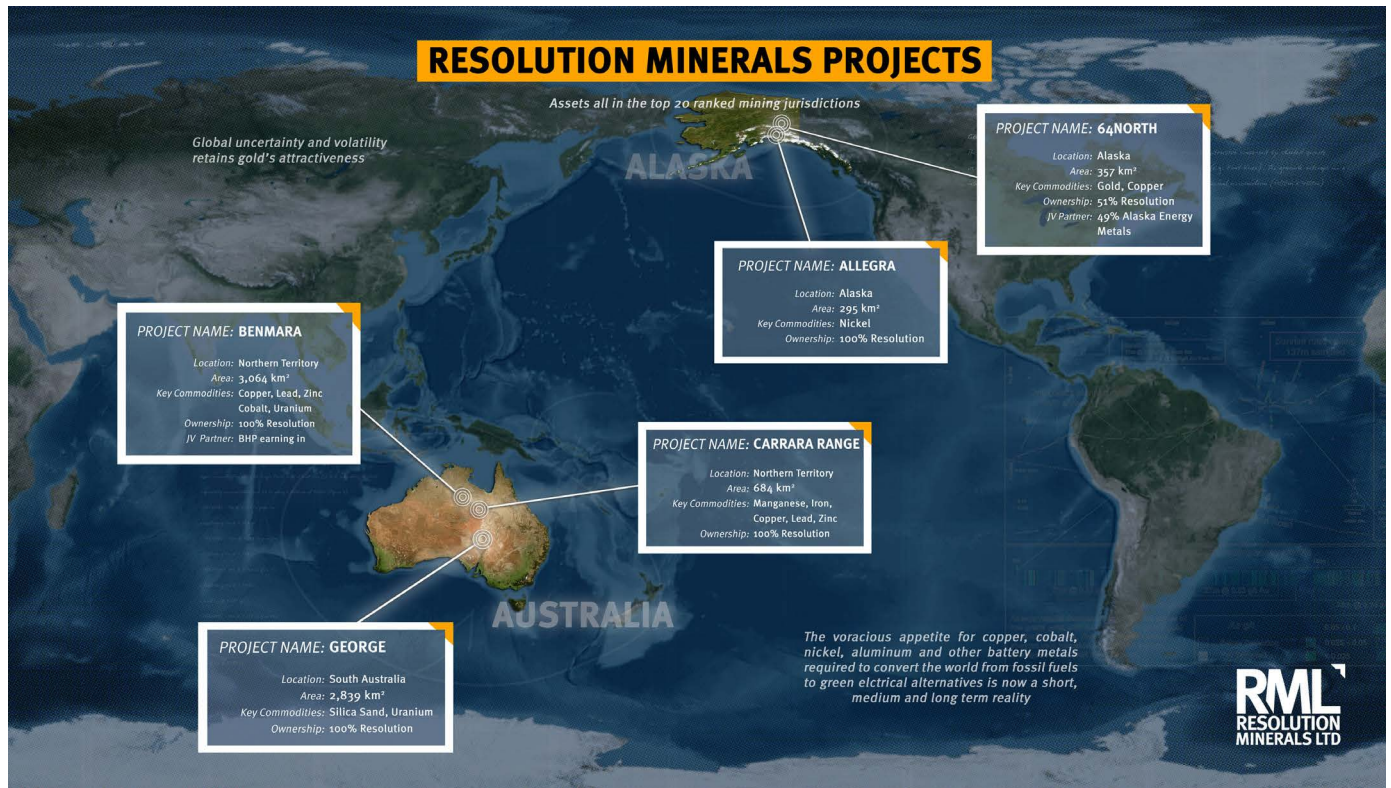 RESOLUTION MINERALS PROJECTS
Assets all in the top 20 ranked mining jurisdictions
Global uncertainty and volatility
retains gold's attractiveness
ALASKA
PROJECT NAME: 64NORTH
Location: Alaska
Area: 357 km²
Key Commodities: Gold, Copper
Ownership: 51% Resolution
JV Partner: 49% Alaska Energy
Metals
PROJECT NAME: ALLEGRA
Location: Alaska
Area: 295 km²
Key Commodities: Nickel
Ownership: 100% Resolution
PROJECT NAME: BENMARA
Location: Northern Territory
Area: 3,064 km²
Key Commodities: Copper, Lead, Zinc
Cobalt, Uranium
Ownership: 100% Resolution
JV Partner: BHP earning in
PROJECT NAME: CARRARA RANGE
Location: Northern Territory
Area: 684 km²
Key Commodities: Manganese, Iron,
Copper, Lead, Zinc
Ownership: 100% Resolution
AUSTRALIA
PROJECT NAME: GEORGE
Location: South Australia
Area: 2,839 km²
Key Commodities: Silica Sand, Uranium
Ownership: 100% Resolution
The voracious appetite for copper, cobalt,
nickel, aluminum and other battery metals
required to convert the world from fossil fuels
to green elctrical alternatives is now a short,
medium and long term reality
RML
RESOLUTION
MINERALS LTD